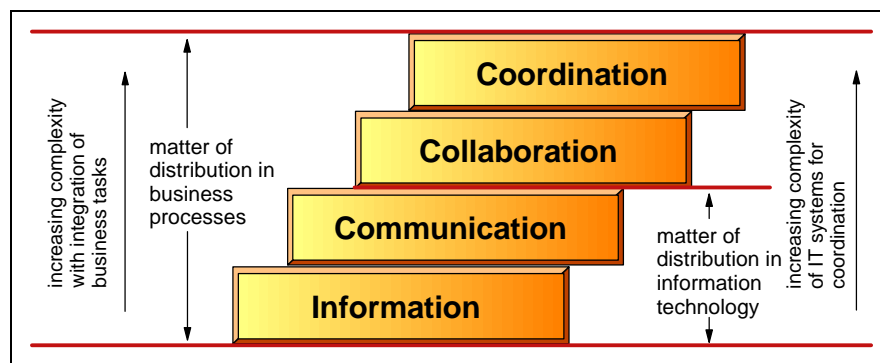 increasing complexity
with integration of
business tasks
matter of
distribution in
business
processes
Coordination
Collaboration
Communication
Information
matter of
distribution in
information
technology
increasing complexity
of IT systems for
coordination